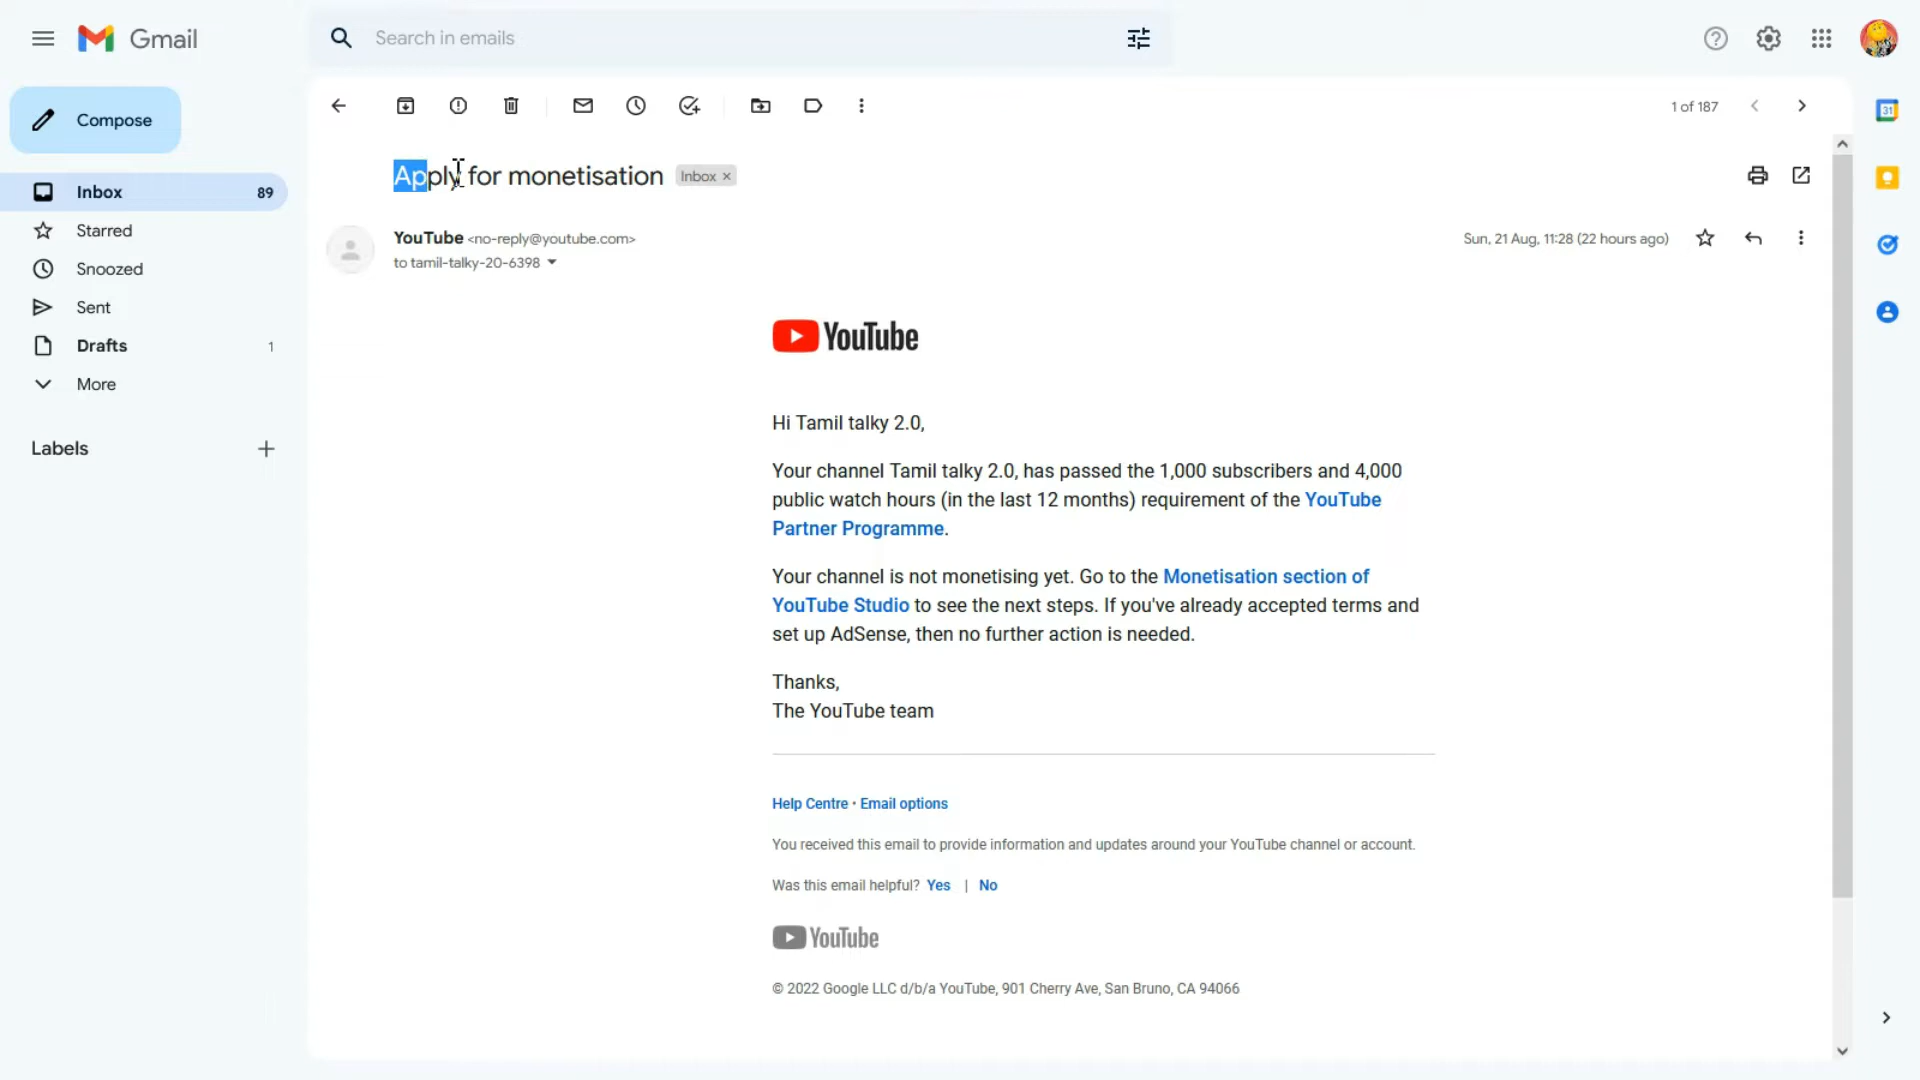 Gmail
Search in emails
Compose
1 of 187
31
Apply for monetisation
Inbox ×
Inbox 89
Starred
Snoozed
Sent
Drafts 1
More
Labels
YouTube <no-reply@youtube.com>
Sun, 21 Aug, 11:28 (22 hours ago)
to tamil-talky-20-6398
YouTube
Hi Tamil talky 2.0,
Your channel Tamil talky 2.0, has passed the 1,000 subscribers and 4,000
public watch hours (in the last 12 months) requirement of the YouTube
Partner Programme.
Your channel is not monetising yet. Go to the Monetisation section of
YouTube Studio to see the next steps. If you've already accepted terms and
set up AdSense, then no further action is needed.
Thanks,
The YouTube team
Help Centre • Email options
You received this email to provide information and updates around your YouTube channel or account.
Was this email helpful? Yes | No
YouTube
© 2022 Google LLC d/b/a YouTube, 901 Cherry Ave, San Bruno, CA 94066